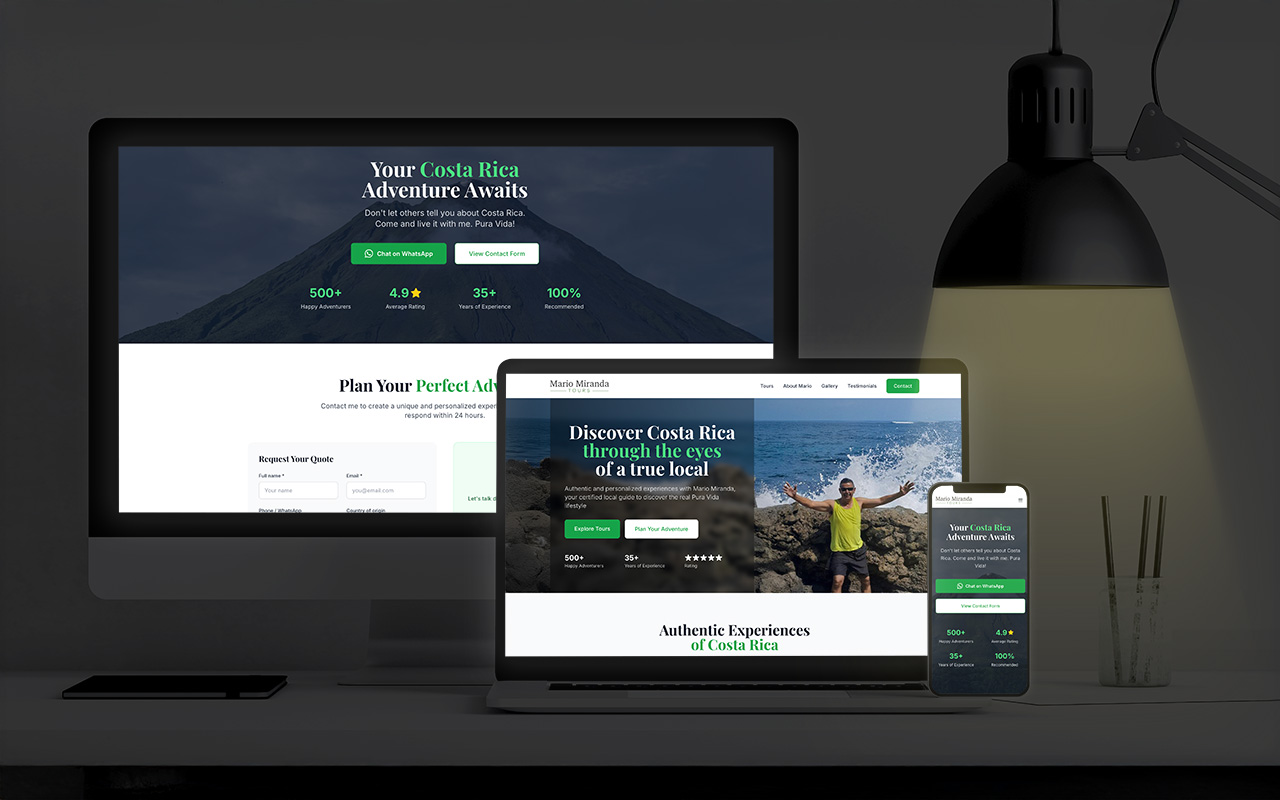 Your Costa Rica
Adventure Awaits
Don't let others tell you about Costa Rica.
Come and live it with me. Pura Vida!
Chat on WhatsApp
View Contact Form
500+
Happy Adventurers
4.9
Average Rating
35+
Years of Experience
100%
Recommended
Plan Your Perfect Adv
Contact me to create a unique and personalized experi
respond within 24 hours.
Request Your Quote
Full name *
Email *
Your name
you@email.com
Phone / WhatsApp
Country of origin
Let's talk d
Mario Miranda
TOURS
Tours
About Mario
Gallery
Testimonials
Contact
Discover Costa Rica
through the eyes
of a true local
Authentic and personalized experiences with Mario Miranda,
your certified local guide to discover the real Pura Vida
lifestyle
Explore Tours
Plan Your Adventure
500+
Happy Adventurers
35+
Years of Experience
★★★★★
Rating
Authentic Experiences
of Costa Rica
Mario Miranda
TOURS
Your Costa Rica
Adventure Awaits
Don't let others tell you about Costa
Rica. Come and live it with me. Pura
Vida!
Chat on WhatsApp
View Contact Form
500+
Happy Adventurers
4.9
Average Rating
35+
Years of Experience
100%
Recommended